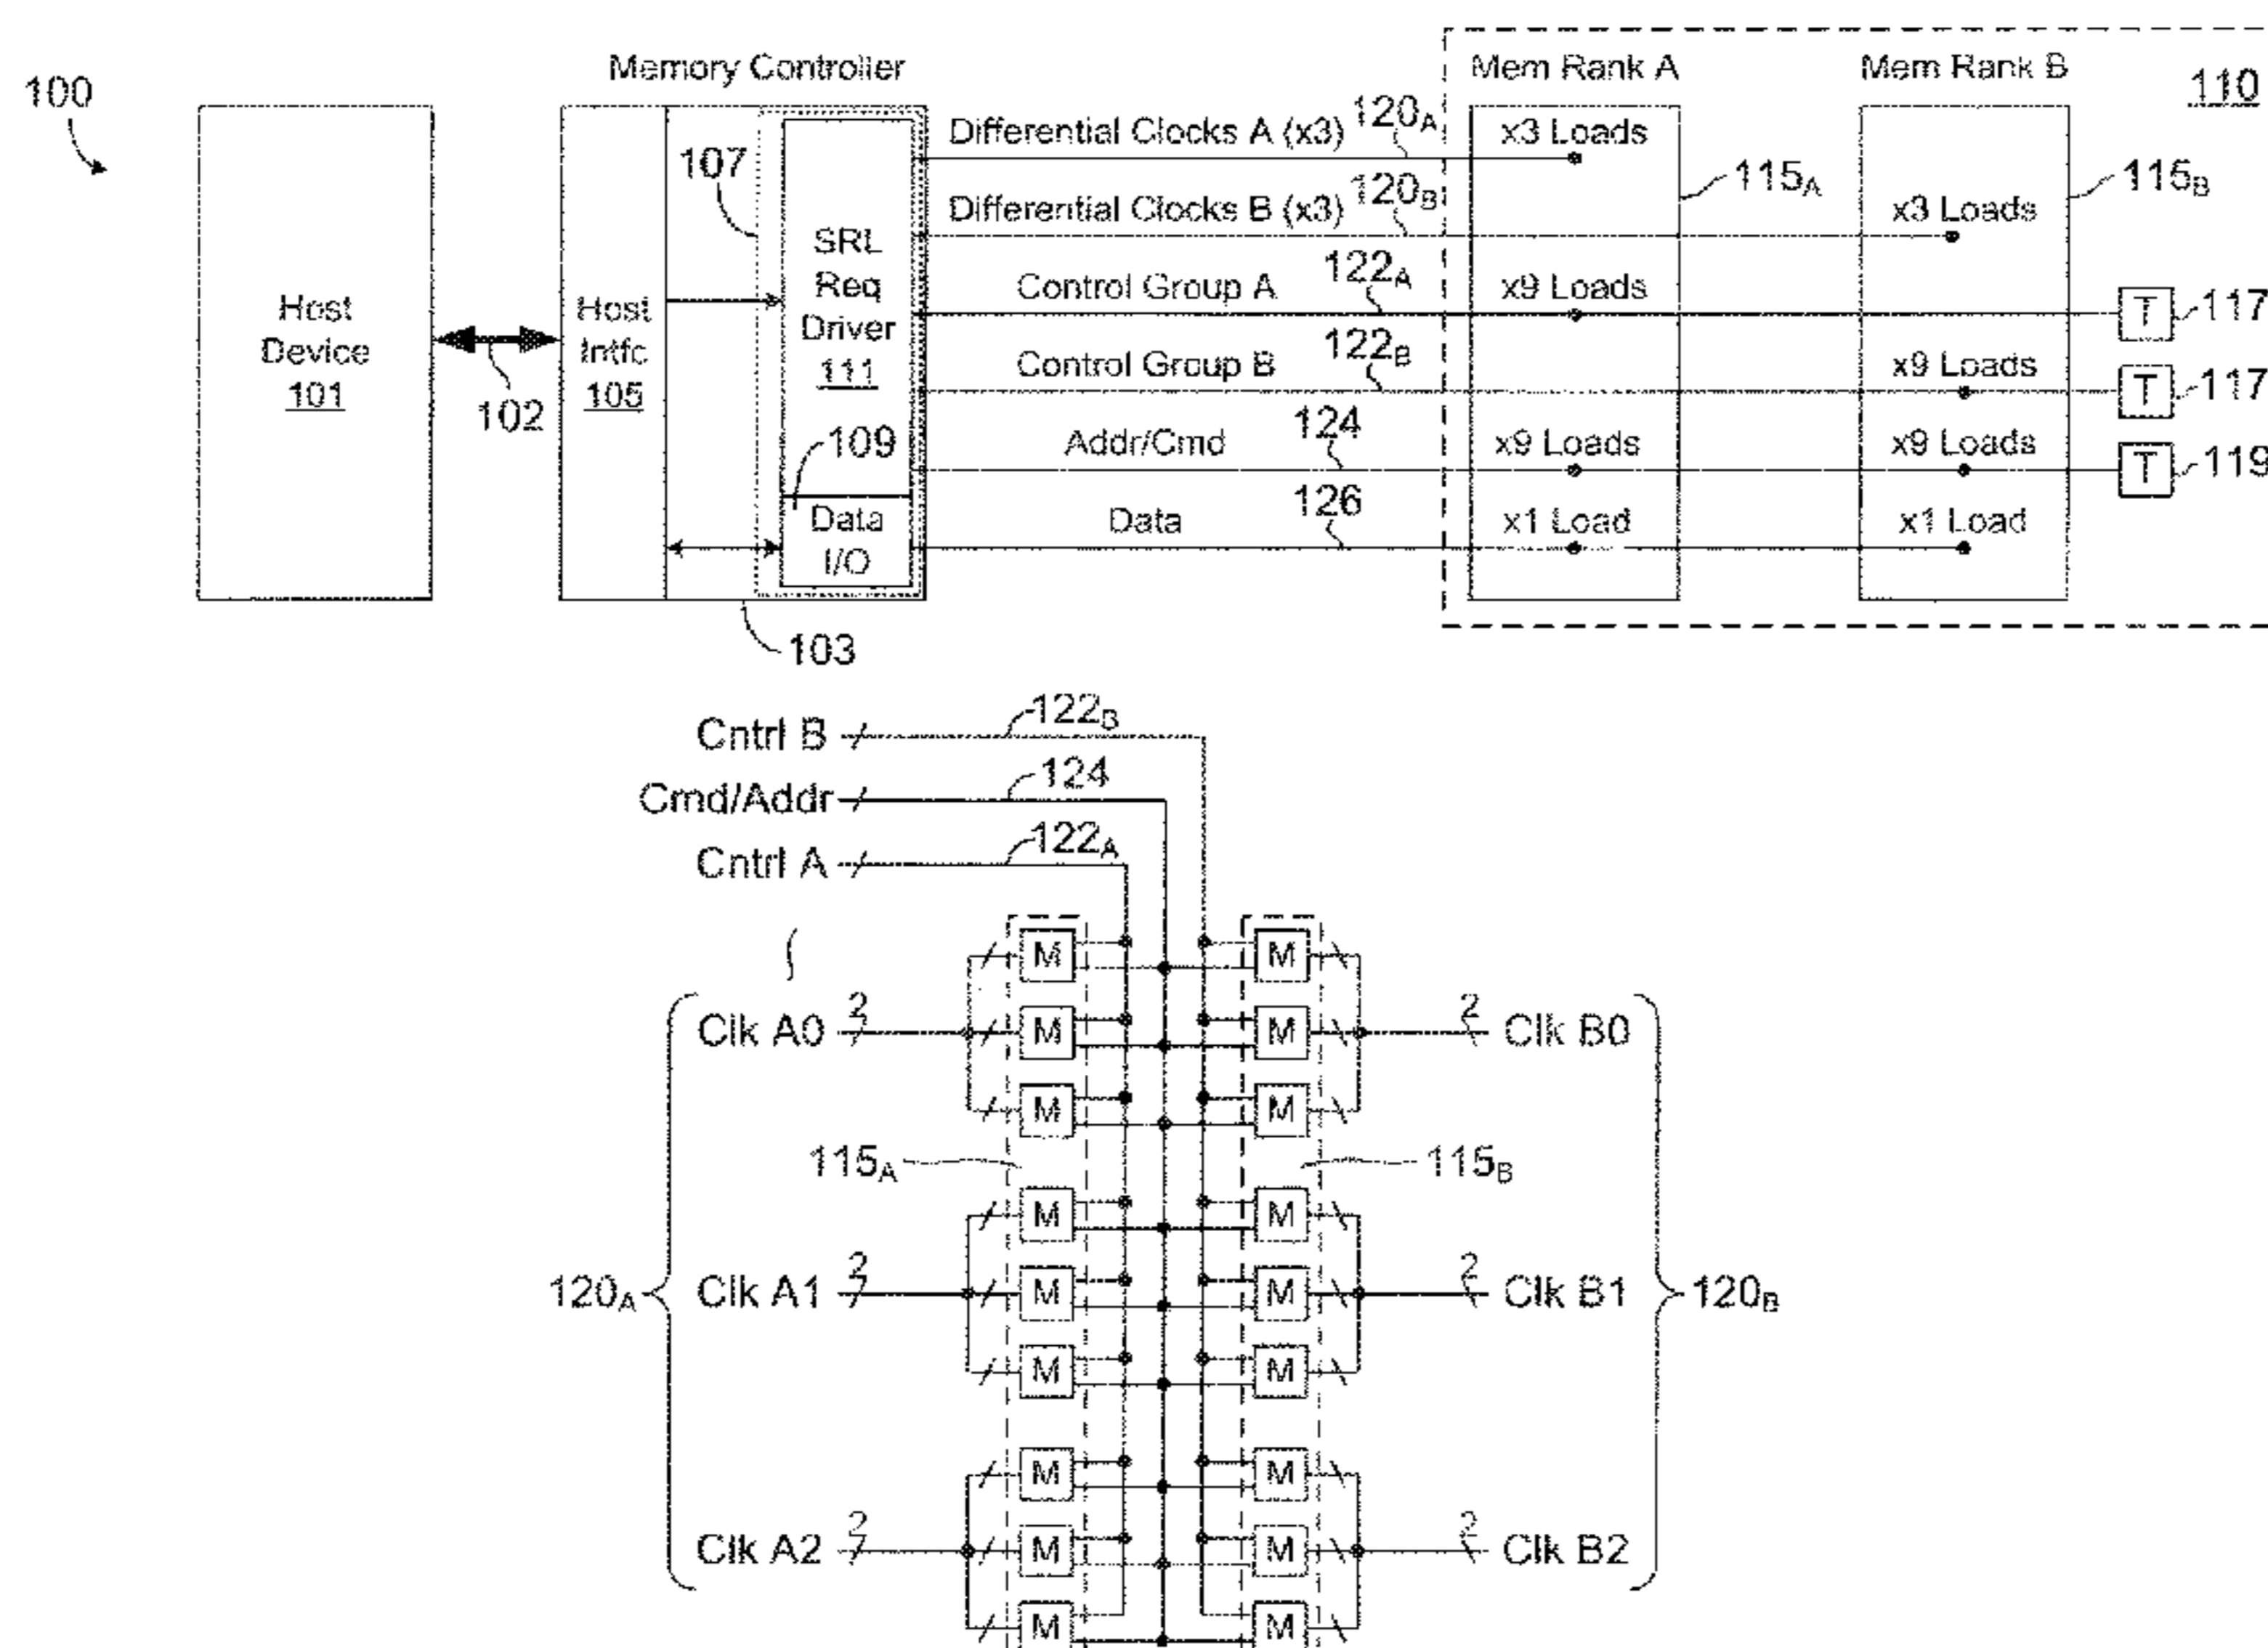 100
Memory Controller
Mem Rank A
Mem Rank B
110
Host
Device
101
102
Host
Intfc
105
107
SRL
Req
Driver
111
109
Data
I/O
103
Differential Clocks A (x3)
120A
x3 Loads
115A
115B
Differential Clocks B (x3)
120B
x3 Loads
Control Group A
122A
x9 Loads
T
117
Control Group B
122B
x9 Loads
T
117
Addr/Cmd
124
x9 Loads
x9 Loads
T
119
Data
126
x1 Load
x1 Load
Cntrl B
122B
Cmd/Addr
124
Cntrl A
122A
M M
Clk A0 2 M M 2 Clk B0
M M
115A 115B
M M
120A Clk A1 2 M M 2 Clk B1 120B
M M
M M
Clk A2 2 M M 2 Clk B2
M M